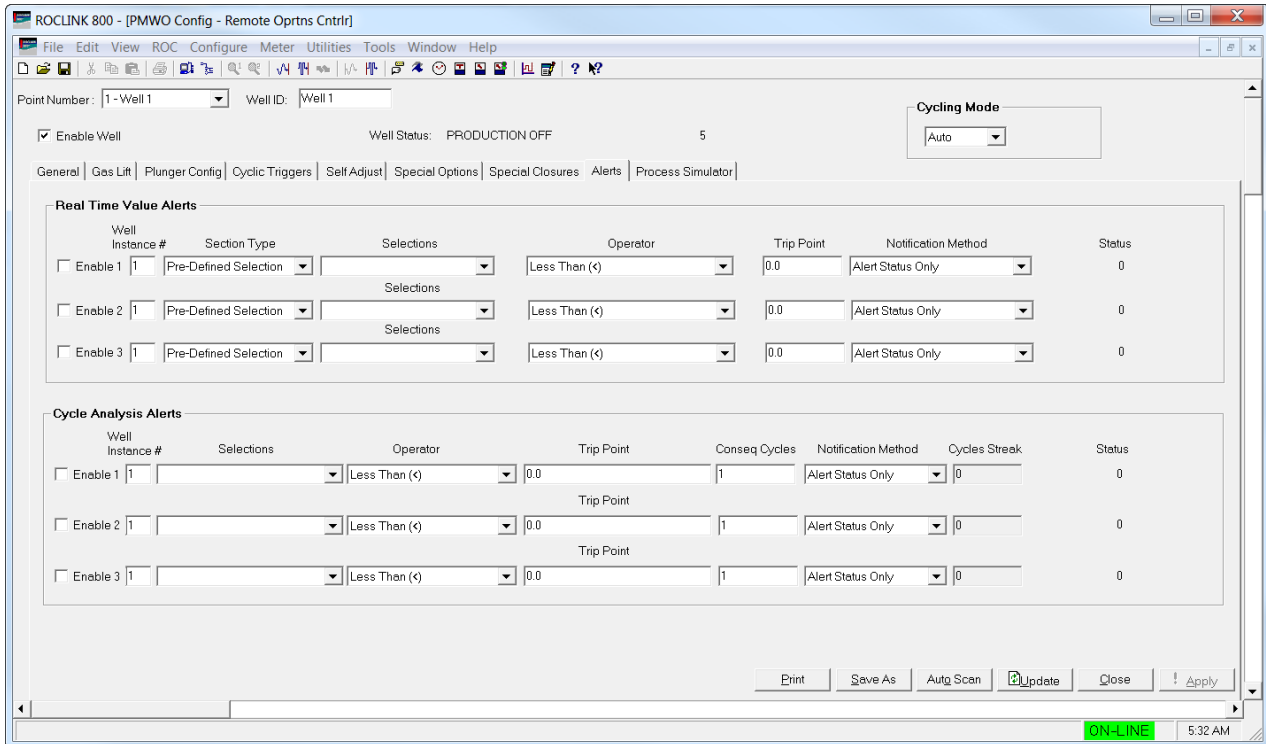 ROCLINK 800 - [PMWO Config - Remote Oprtns Cntrlr]
File Edit View ROC Configure Meter Utilities Tools Window Help
Point Number: 1 - Well 1 Well ID: Well 1
Cycling Mode
Enable Well Well Status: PRODUCTION OFF 5
Auto
General Gas Lift Plunger Config Cyclic Triggers Self Adjust Special Options Special Closures Alerts Process Simulator
Real Time Value Alerts
Well
Instance # Section Type Selections Operator Trip Point Notification Method Status
Enable 1 1 Pre-Defined Selection Less Than (<) 0.0 Alert Status Only 0
Selections
Enable 2 1 Pre-Defined Selection Less Than (<) 0.0 Alert Status Only 0
Selections
Enable 3 1 Pre-Defined Selection Less Than (<) 0.0 Alert Status Only 0
Cycle Analysis Alerts
Well
Instance # Selections Operator Trip Point Conseq Cycles Notification Method Cycles Streak Status
Enable 1 1 Less Than (<) 0.0 1 Alert Status Only 0 0
Trip Point
Enable 2 1 Less Than (<) 0.0 1 Alert Status Only 0 0
Trip Point
Enable 3 1 Less Than (<) 0.0 1 Alert Status Only 0 0
Print Save As Auto Scan Update Close ! Apply
ON-LINE 5:32 AM